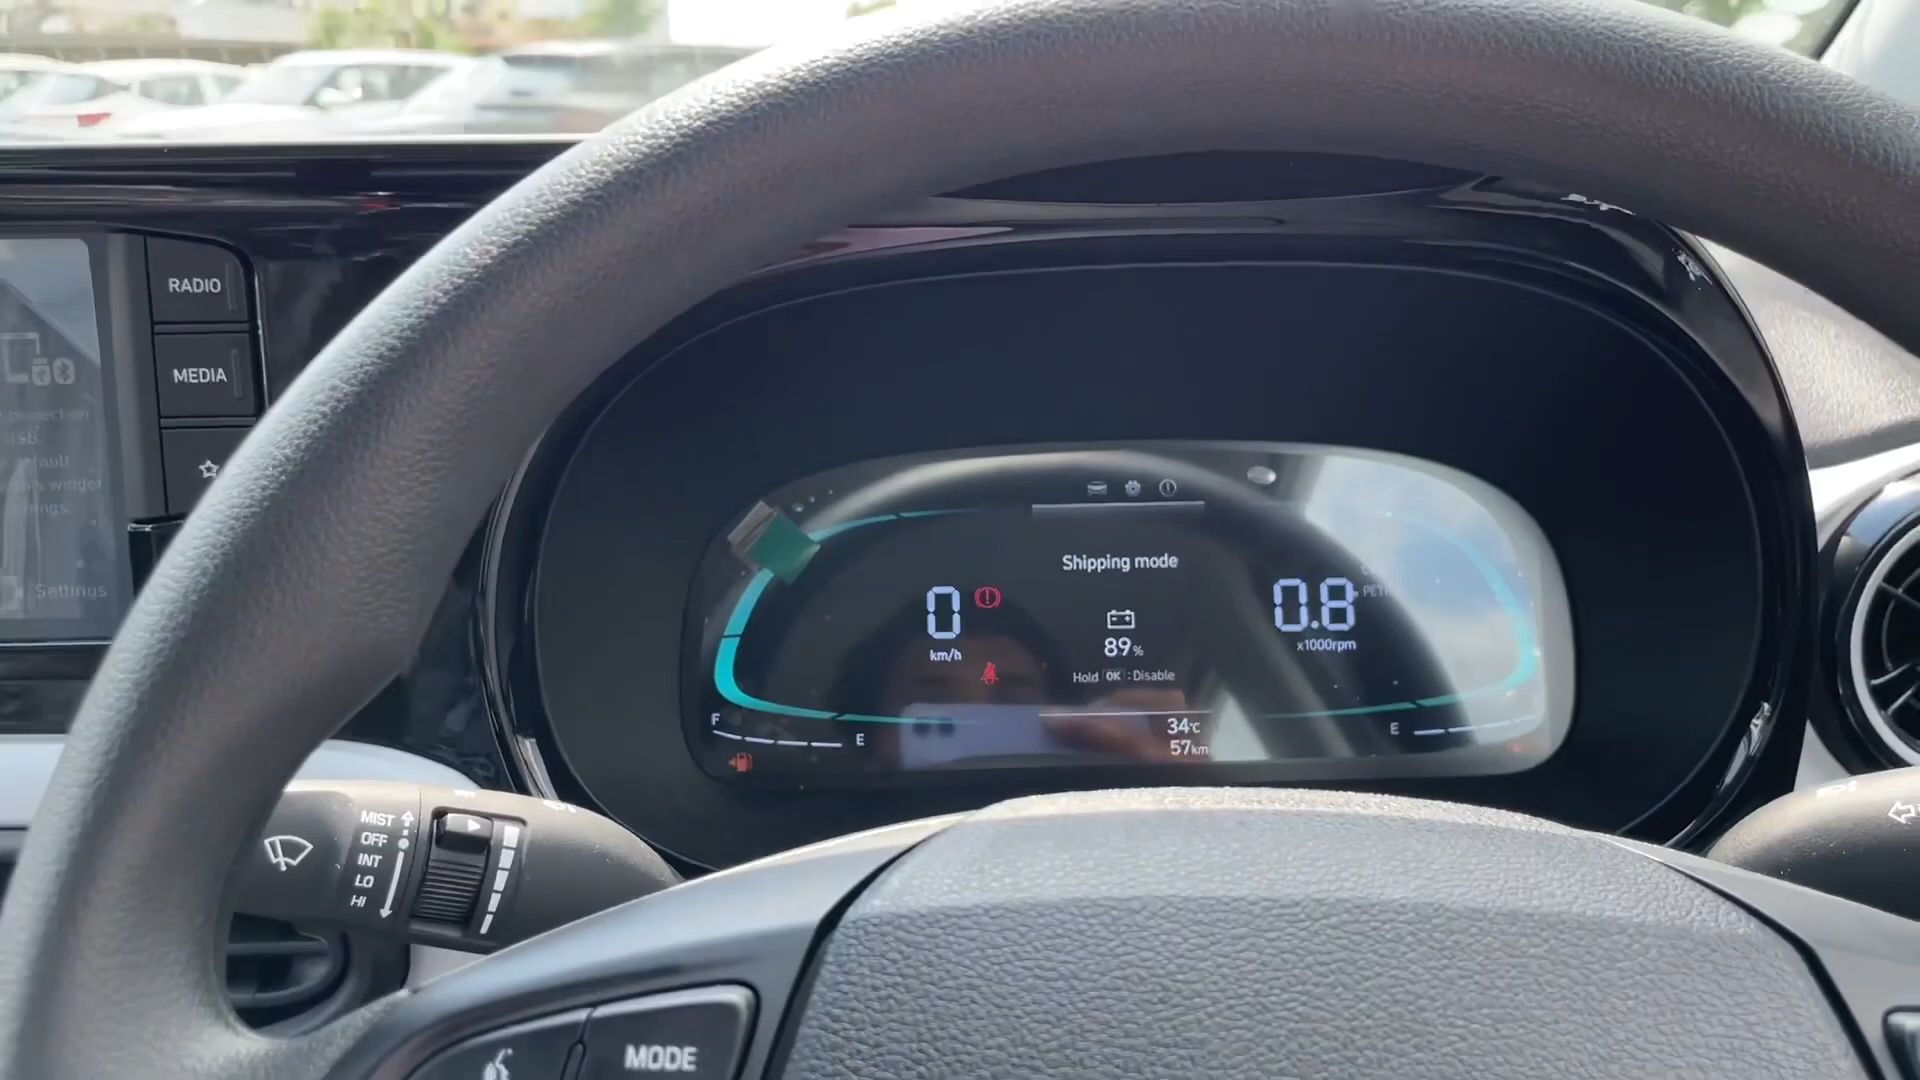 RADIO
MEDIA
Settings
Shipping mode
0
km/h
89%
Hold OK : Disable
0.8
x1000rpm
F
E
34°C
57km
E
MIST
OFF
INT
LO
HI
MODE